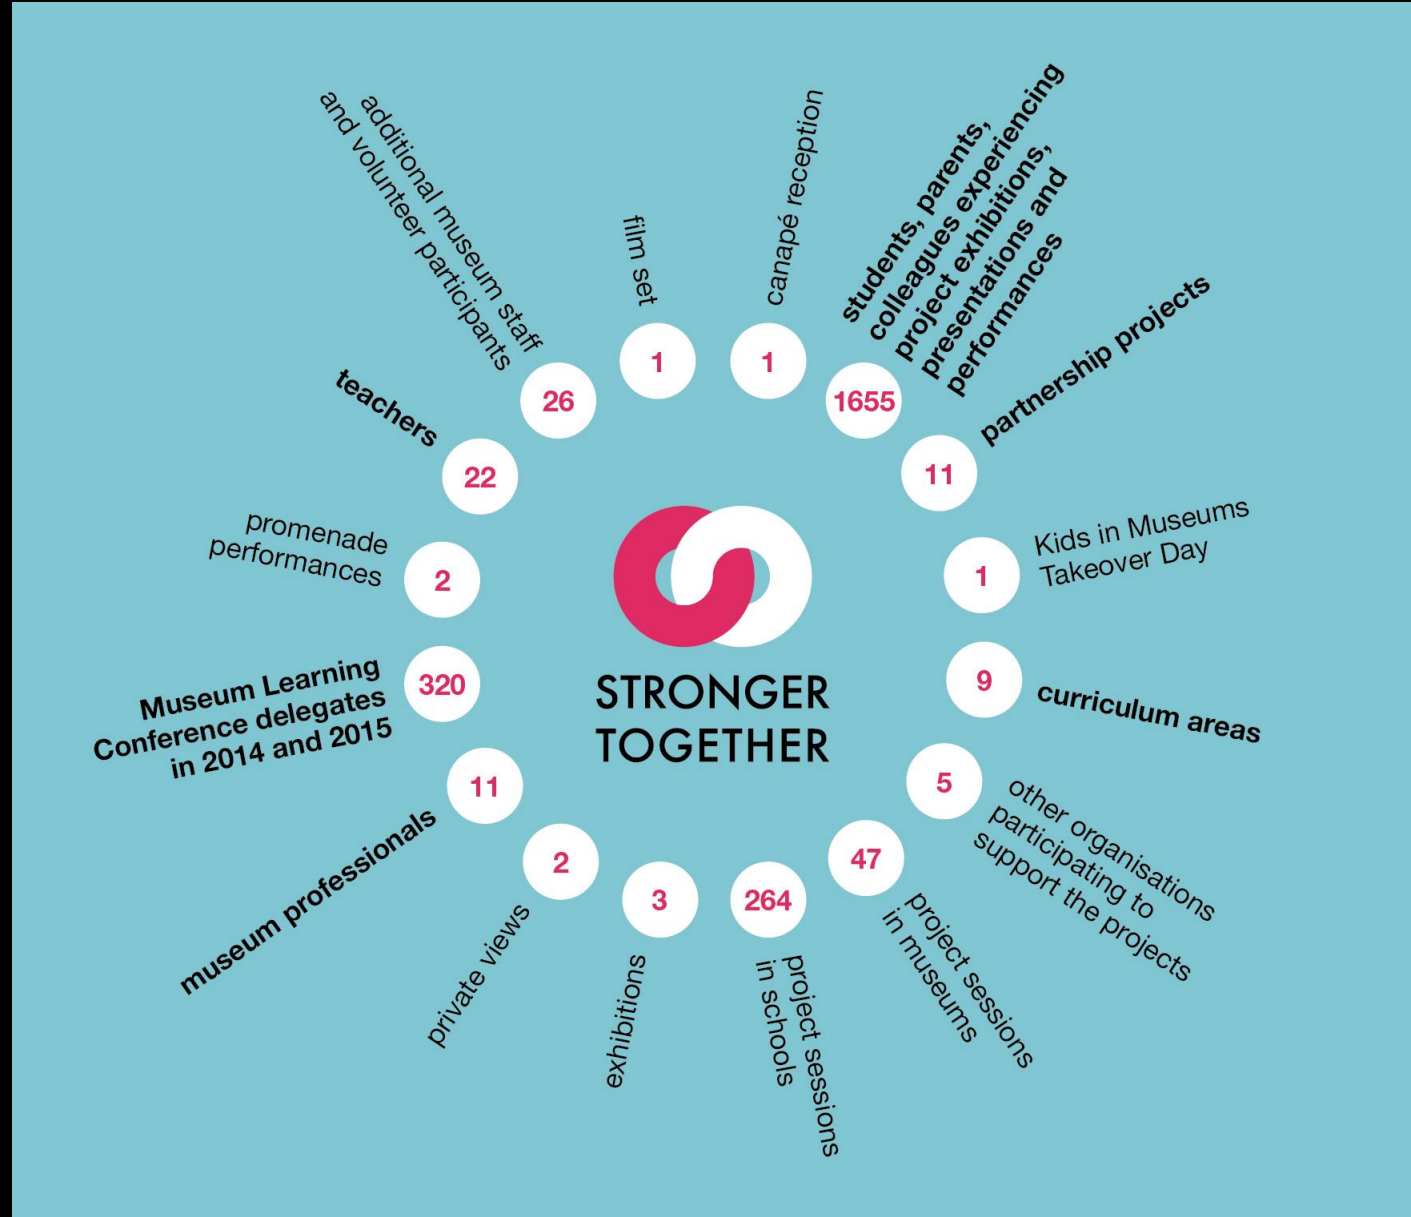 1
canapé reception
1655
students, parents,
colleagues experiencing
project exhibitions,
presentations and
performances
11
partnership projects
1
Kids in Museums
Takeover Day
9
curriculum areas
5
other organisations
participating to
support the projects
47
project sessions
in museums
264
project sessions
in schools
3
exhibitions
2
private views
11
museum professionals
320
Museum Learning
Conference delegates
in 2014 and 2015
2
promenade
performances
22
teachers
26
additional museum staff
and volunteer participants
1
film set
STRONGER
TOGETHER